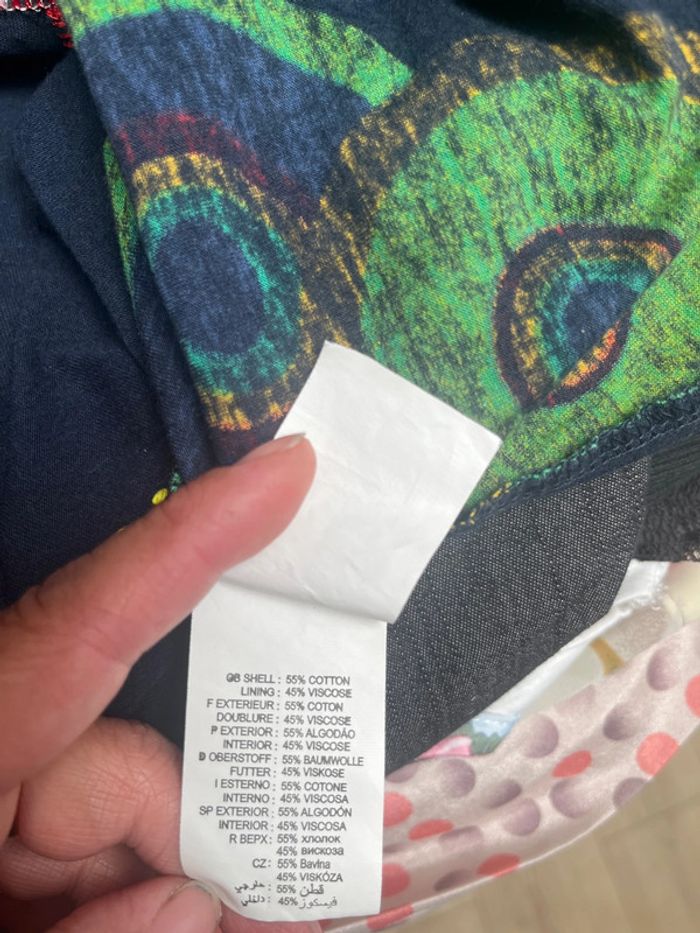 GB SHELL: 55% COTTON
LINING: 45% VISCOSE
F EXTERIEUR: 55% COTON
DOUBLURE: 45% VISCOSE
P EXTERIOR: 55% ALGODÃO
INTERIOR: 45% VISCOSE
D OBERSTOFF: 55% BAUMWOLLE
FUTTER: 45% VISKOSE
I ESTERNO: 55% COTONE
INTERNO: 45% VISCOSA
SP EXTERIOR: 55% ALGODÓN
INTERIOR: 45% VISCOSA
R ВЕРХ: 55% хлопок
45% вискоза
CZ: 55% Bavlna
45% VISKÓZA
خارجي: 55% قطن
داخلي: 45% فيسكوز